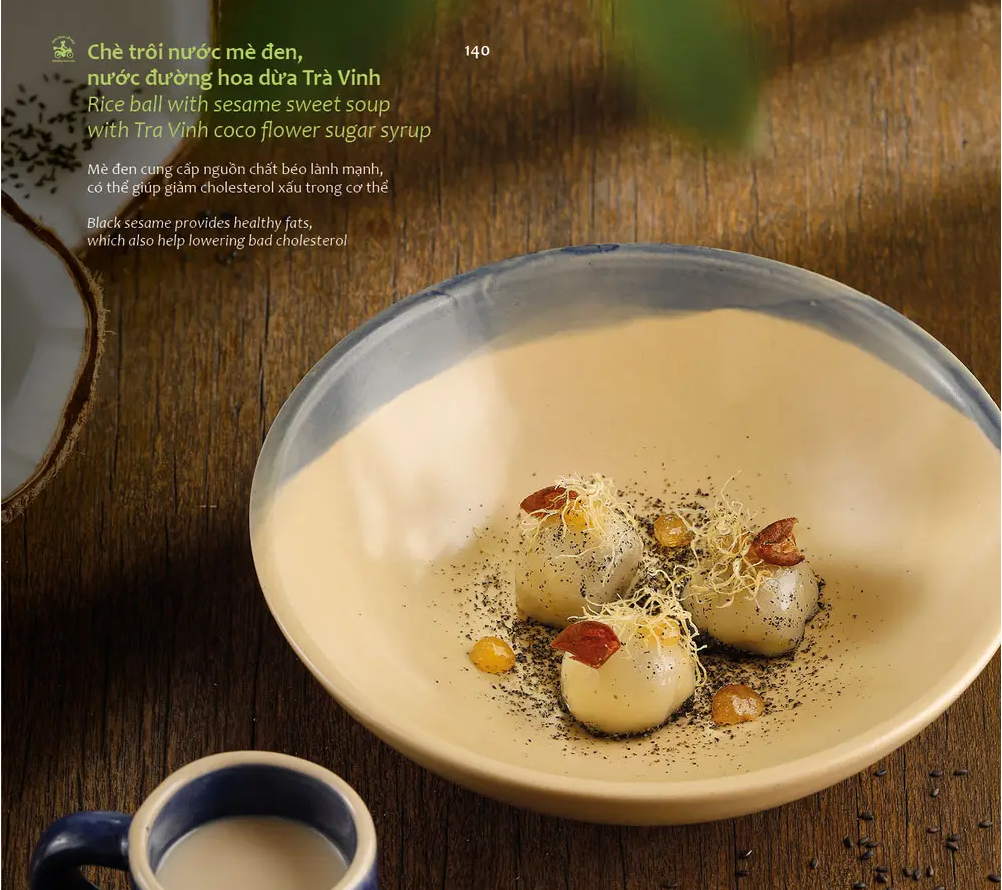 Chè trôi nước mè đen,
nước đường hoa dừa Trà Vinh
Rice ball with sesame sweet soup
with Tra Vinh coco flower sugar syrup
140
Mè đen cung cấp nguồn chất béo lành mạnh,
có thể giúp giảm cholesterol xấu trong cơ thể
Black sesame provides healthy fats,
which also help lowering bad cholesterol